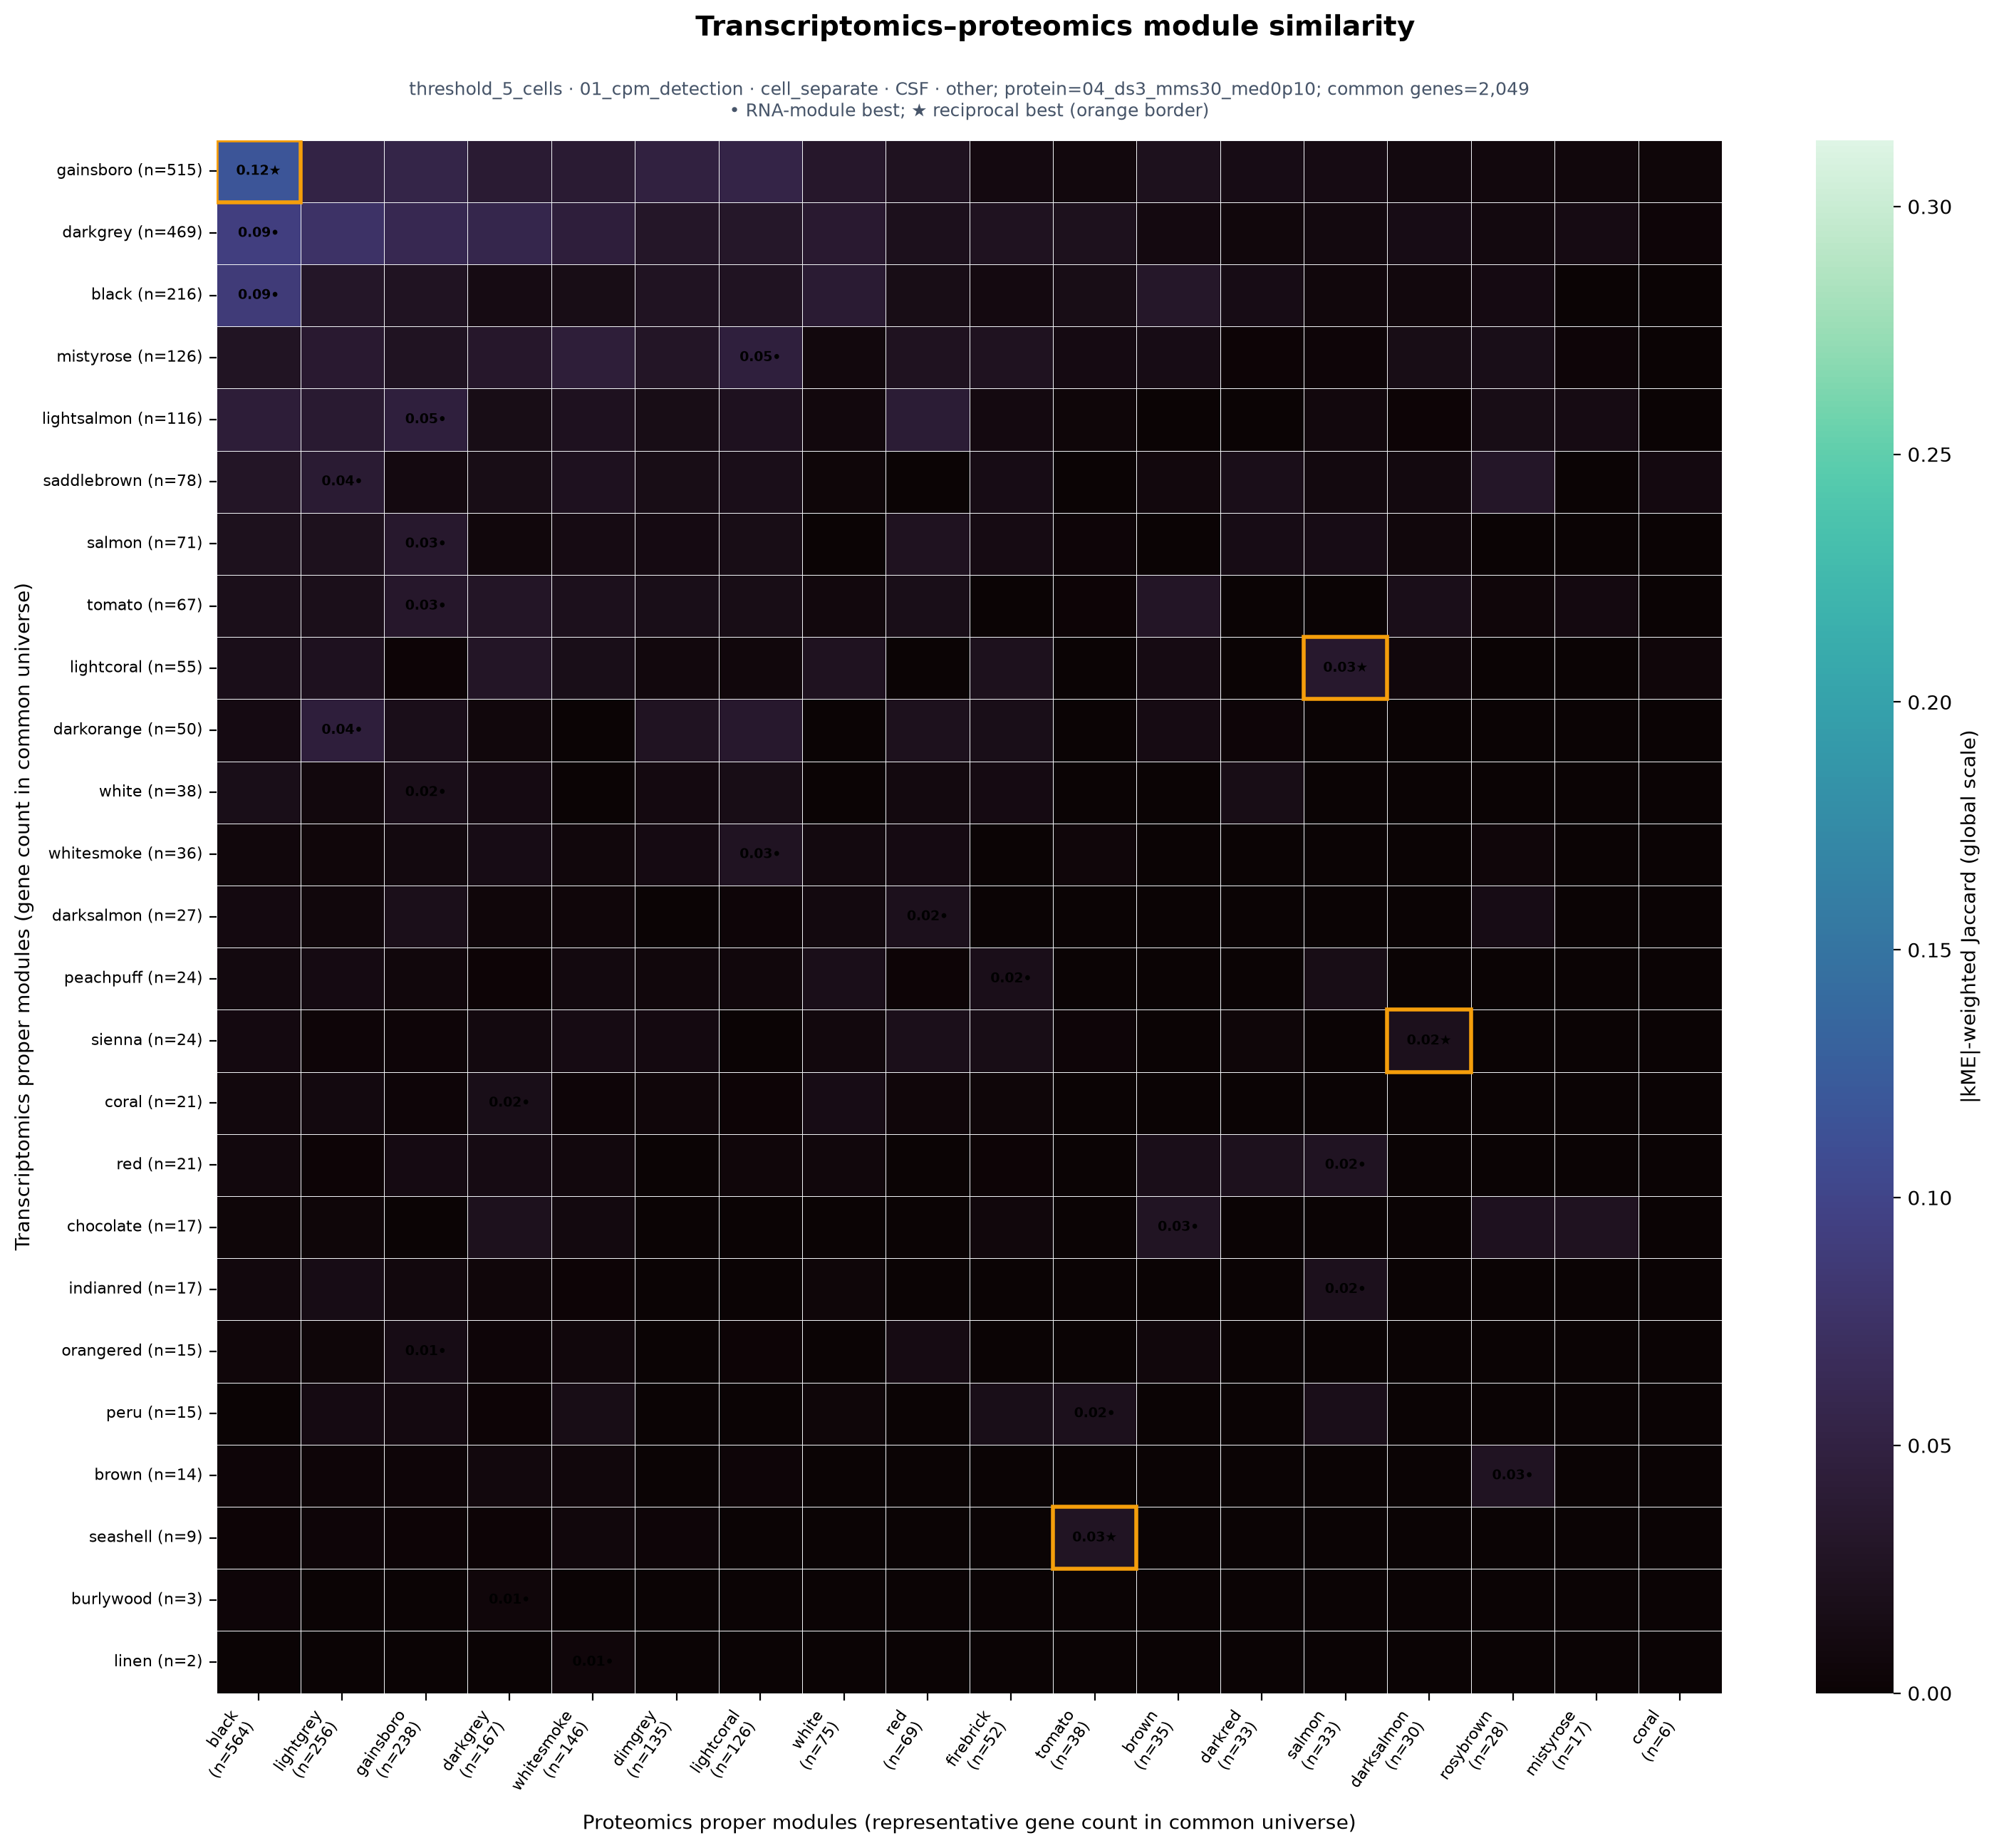 Transcriptomics–proteomics module similarity
threshold_5_cells · 01_cpm_detection · cell_separate · CSF · other; protein=04_ds3_mms30_med0p10; common genes=2,049
• RNA-module best; ★ reciprocal best (orange border)
Transcriptomics proper modules (gene count in common universe)
gainsboro (n=515)
0.12★
darkgrey (n=469)
0.09•
black (n=216)
0.09•
mistyrose (n=126)
0.05•
lightsalmon (n=116)
0.05•
saddlebrown (n=78)
0.04•
salmon (n=71)
0.03•
tomato (n=67)
0.03•
lightcoral (n=55)
0.03★
darkorange (n=50)
0.04•
white (n=38)
0.02•
whitesmoke (n=36)
0.03•
darksalmon (n=27)
0.02•
peachpuff (n=24)
0.02•
sienna (n=24)
0.02★
coral (n=21)
0.02•
red (n=21)
0.02•
chocolate (n=17)
0.03•
indianred (n=17)
0.02•
orangered (n=15)
0.01•
peru (n=15)
0.02•
brown (n=14)
0.03•
seashell (n=9)
0.03★
burlywood (n=3)
0.01•
linen (n=2)
0.01•
black
(n=564)
lightgrey
(n=256)
gainsboro
(n=238)
darkgrey
(n=167)
whitesmoke
(n=146)
dimgrey
(n=135)
lightcoral
(n=126)
white
(n=75)
red
(n=69)
firebrick
(n=52)
tomato
(n=38)
brown
(n=35)
darkred
(n=33)
salmon
(n=33)
darksalmon
(n=30)
rosybrown
(n=28)
mistyrose
(n=17)
coral
(n=6)
Proteomics proper modules (representative gene count in common universe)
0.30
0.25
0.20
0.15
0.10
0.05
0.00
|kME|-weighted Jaccard (global scale)